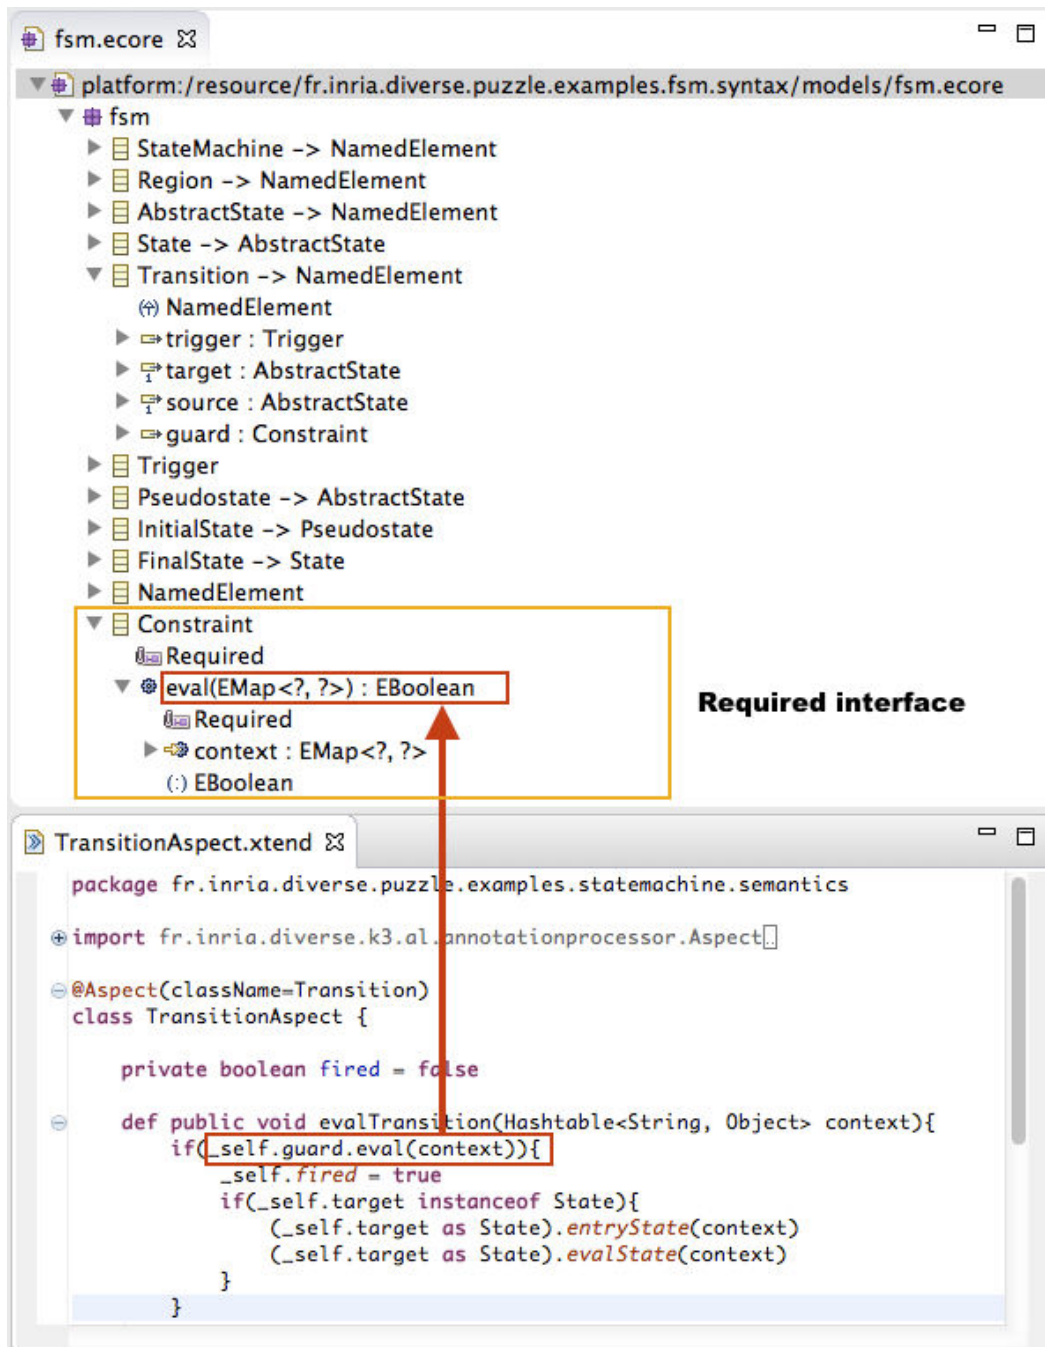 fsm.ecore
platform:/resource/fr.inria.diverse.puzzle.examples.fsm.syntax/models/fsm.ecore
fsm
StateMachine -> NamedElement
Region -> NamedElement
AbstractState -> NamedElement
State -> AbstractState
Transition -> NamedElement
NamedElement
trigger : Trigger
target : AbstractState
source : AbstractState
guard : Constraint
Trigger
Pseudostate -> AbstractState
InitialState -> Pseudostate
FinalState -> State
NamedElement
Constraint
Required
eval(EMap<?, ?>) : EBoolean
Required interface
Required
context : EMap<?, ?>
EBoolean
TransitionAspect.xtend
package fr.inria.diverse.puzzle.examples.statemachine.semantics
import fr.inria.diverse.k3.al.annotationprocessor.Aspect
@Aspect(className=Transition)
class TransitionAspect {
private boolean fired = false
def public void evalTransition(Hashtable<String, Object> context){
if(_self.guard.eval(context)){
_self.fired = true
if(_self.target instanceof State){
(_self.target as State).entryState(context)
(_self.target as State).evalState(context)
}
}